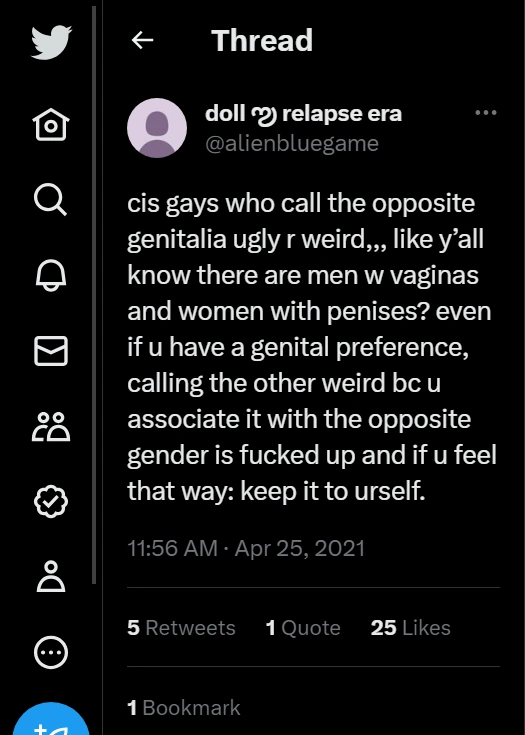 Thread
doll ღ relapse era
@alienbluegame
cis gays who call the opposite
genitalia ugly r weird,,, like y’all
know there are men w vaginas
and women with penises? even
if u have a genital preference,
calling the other weird bc u
associate it with the opposite
gender is fucked up and if u feel
that way: keep it to urself.
11:56 AM · Apr 25, 2021
5 Retweets 1 Quote 25 Likes
1 Bookmark